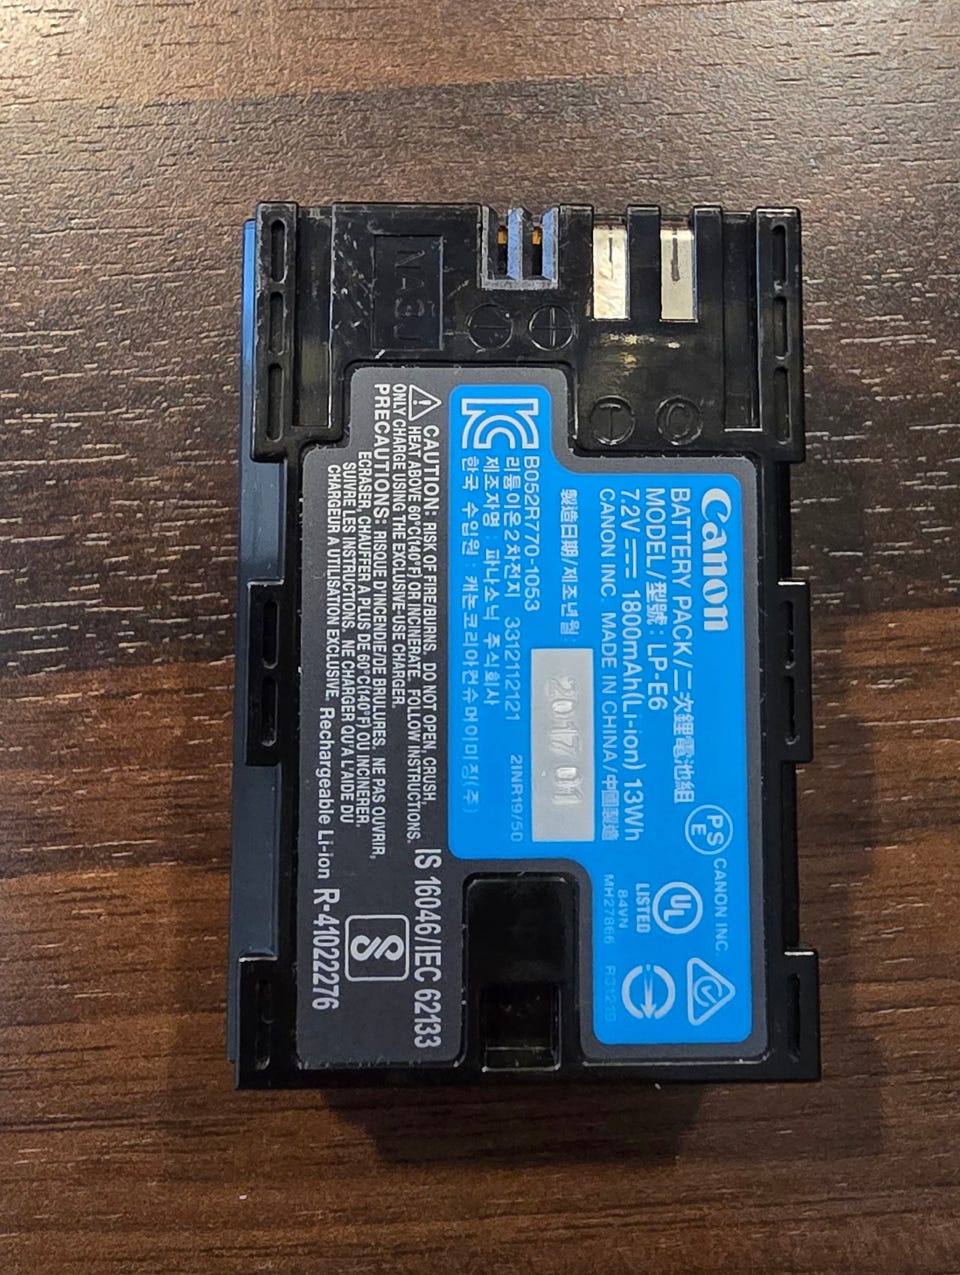 Canon
BATTERY PACK/二次鋰電池組
MODEL/型號: LP-E6
7.2V 1800mAh(Li-ion) 13Wh
CANON INC. MADE IN CHINA/中國製造
製造日期/제조년월:
2017
B052R770-1053
리튬이온2차전지 3312112121 2INR19/50
제조자명 : 파나소닉 주식회사
한국 수입원 : 캐논코리아컨슈머이미징(주)
PS
E
CANON INC.
UL
LISTED
84VN
MH27866
R31219
CAUTION: RISK OF FIRE/BURNS. DO NOT OPEN, CRUSH,
HEAT ABOVE 60°C(140°F) OR INCINERATE. FOLLOW INSTRUCTIONS.
ONLY CHARGE USING THE EXCLUSIVE-USE CHARGER.
PRECAUTIONS: RISQUE D'INCENDIE/DE BRULURES. NE PAS OUVRIR,
ECRASER, CHAUFFER A PLUS DE 60°C(140°F) OU INCINERER.
SUIVRE LES INSTRUCTIONS. NE CHARGER QU'A L'AIDE DU
CHARGEUR A UTILISATION EXCLUSIVE. Rechargeable Li-ion
IS 16046/IEC 62133
R-41022276
T
C